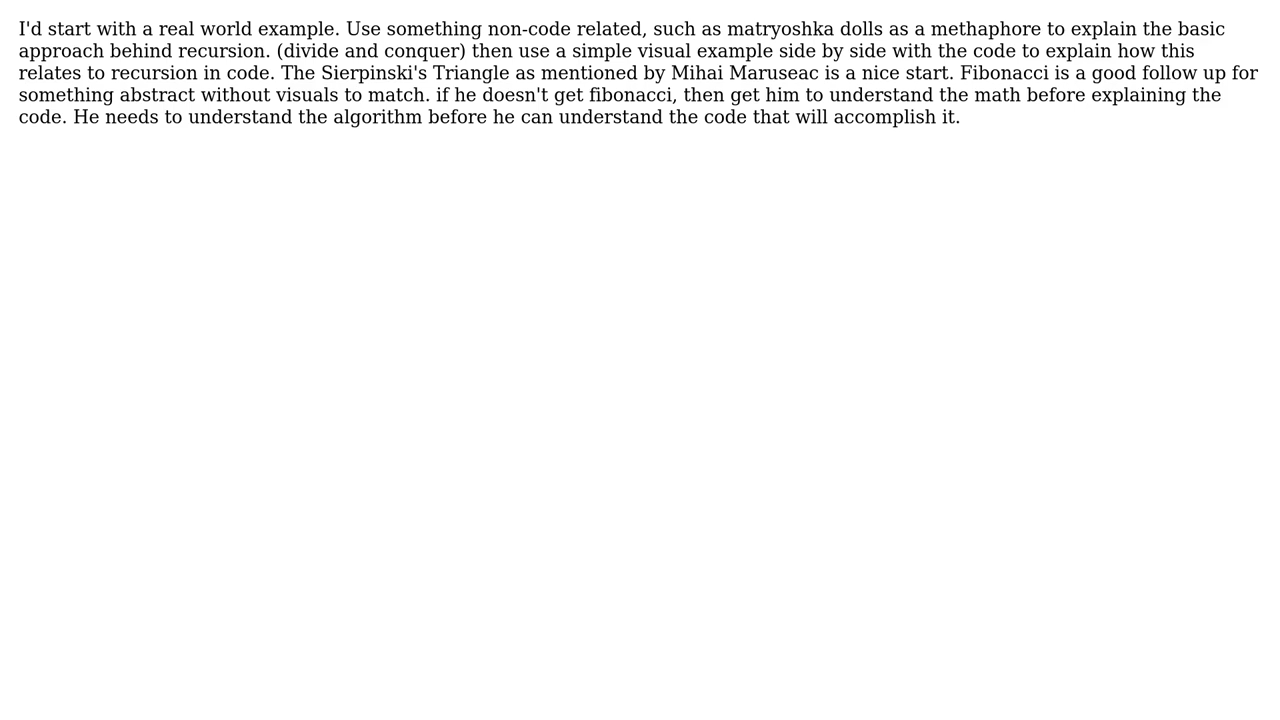 I'd start with a real world example. Use something non-code related, such as matryoshka dolls as a methaphore to explain the basic
approach behind recursion. (divide and conquer) then use a simple visual example side by side with the code to explain how this
relates to recursion in code. The Sierpinski's Triangle as mentioned by Mihai Maruseac is a nice start. Fibonacci is a good follow up for
something abstract without visuals to match. if he doesn't get fibonacci, then get him to understand the math before explaining the
code. He needs to understand the algorithm before he can understand the code that will accomplish it.